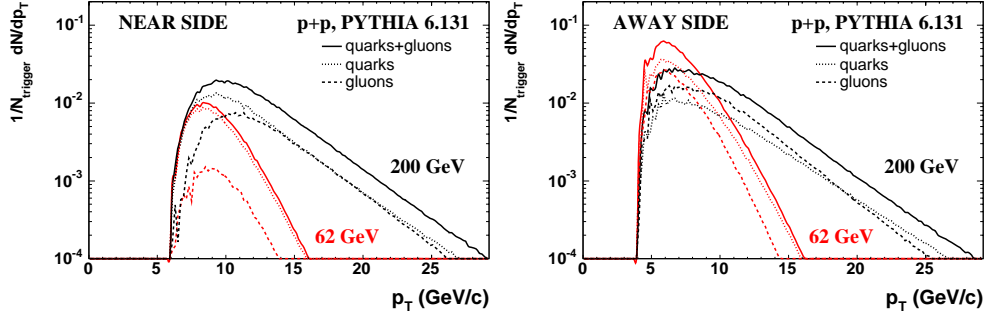 1/N_trigger dN/dp_T
10^-1
10^-2
10^-3
10^-4
NEAR SIDE p+p, PYTHIA 6.131
quarks+gluons
quarks
gluons
200 GeV
62 GeV
0 5 10 15 20 25
p_T (GeV/c)
1/N_trigger dN/dp_T
10^-1
10^-2
10^-3
10^-4
AWAY SIDE p+p, PYTHIA 6.131
quarks+gluons
quarks
gluons
200 GeV
62 GeV
0 5 10 15 20 25
p_T (GeV/c)